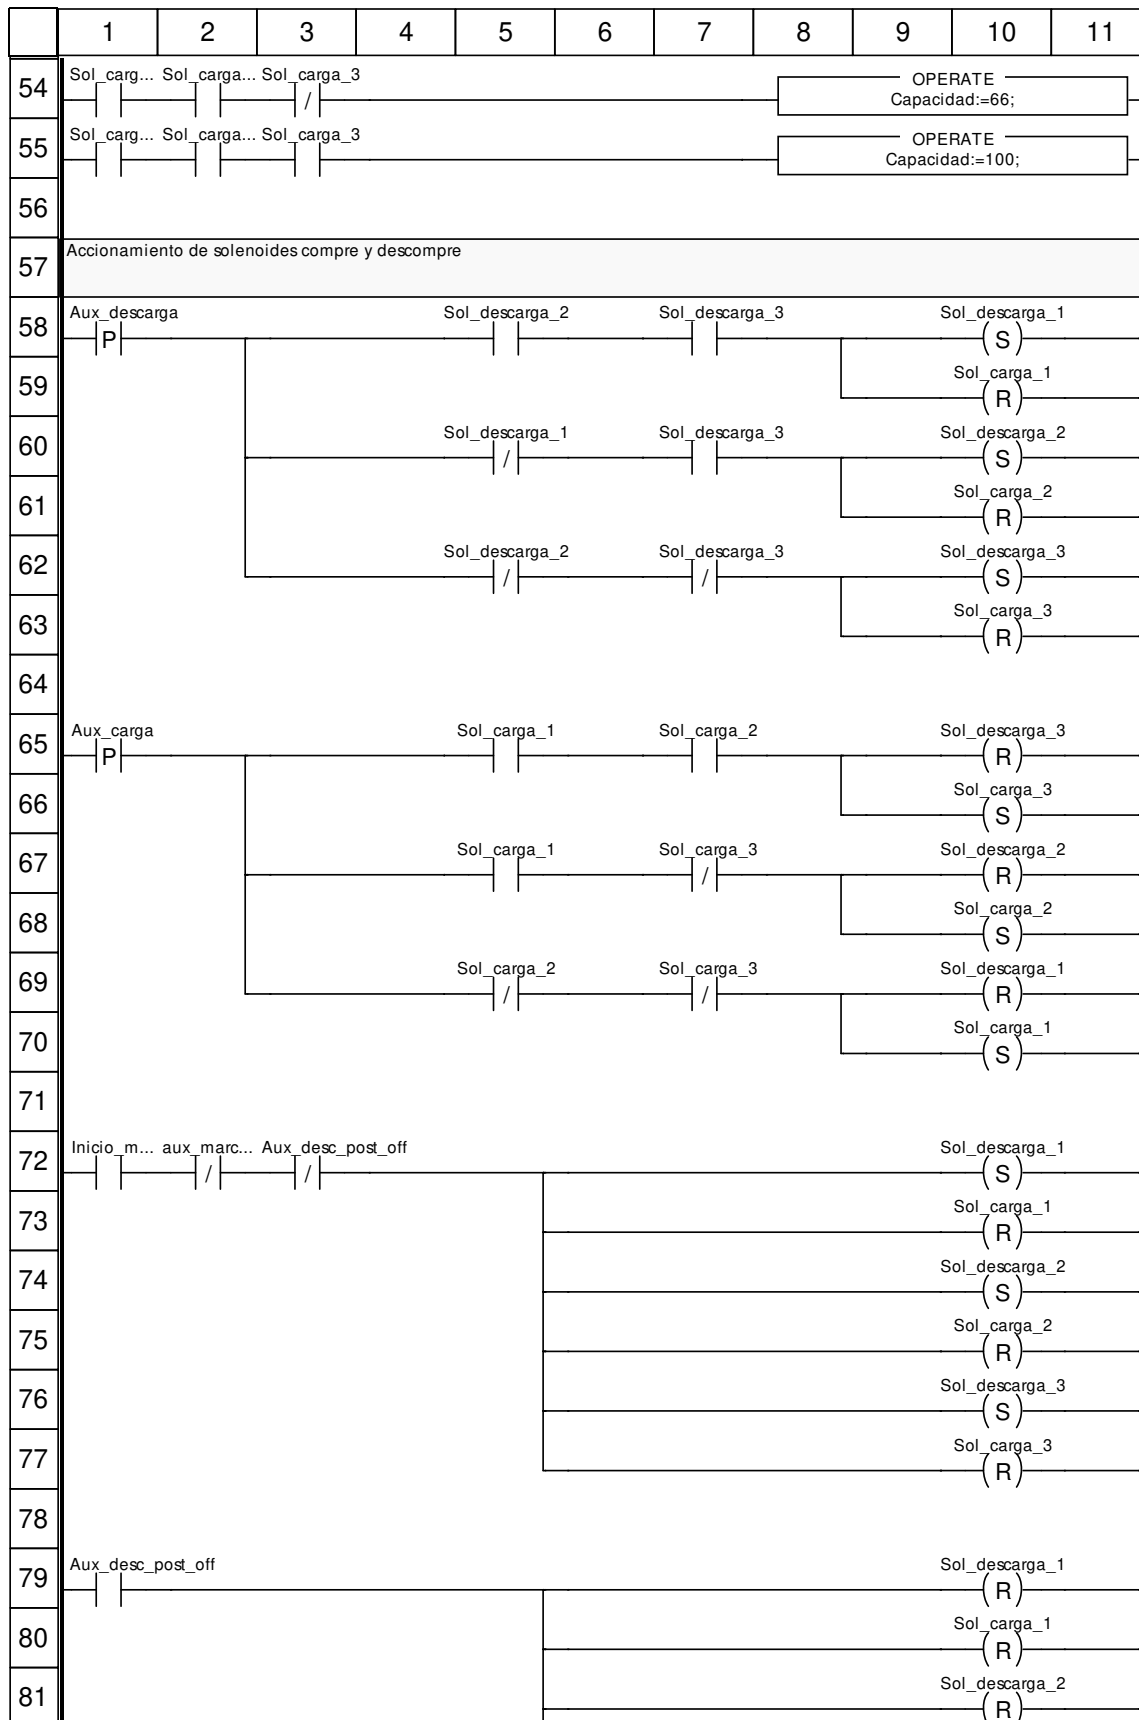 1 2 3 4 5 6 7 8 9 10 11
54 Sol_carg... Sol_carga... Sol_carga_3 OPERATE
/ Capacidad:=66;
55 Sol_carg... Sol_carga... Sol_carga_3 OPERATE
Capacidad:=100;
56
57 Accionamiento de solenoides compre y descompre
58 Aux_descarga Sol_descarga_2 Sol_descarga_3 Sol_descarga_1
P S
59 Sol_carga_1
R
60 Sol_descarga_1 Sol_descarga_3 Sol_descarga_2
/ S
61 Sol_carga_2
R
62 Sol_descarga_2 Sol_descarga_3 Sol_descarga_3
/ / S
63 Sol_carga_3
R
64
65 Aux_carga Sol_carga_1 Sol_carga_2 Sol_descarga_3
P R
66 Sol_carga_3
S
67 Sol_carga_1 Sol_carga_3 Sol_descarga_2
/ R
68 Sol_carga_2
S
69 Sol_carga_2 Sol_carga_3 Sol_descarga_1
/ / R
70 Sol_carga_1
S
71
72 Inicio_m... aux_marc... Aux_desc_post_off Sol_descarga_1
/ / S
73 Sol_carga_1
R
74 Sol_descarga_2
S
75 Sol_carga_2
R
76 Sol_descarga_3
S
77 Sol_carga_3
R
78
79 Aux_desc_post_off Sol_descarga_1
R
80 Sol_carga_1
R
81 Sol_descarga_2
R